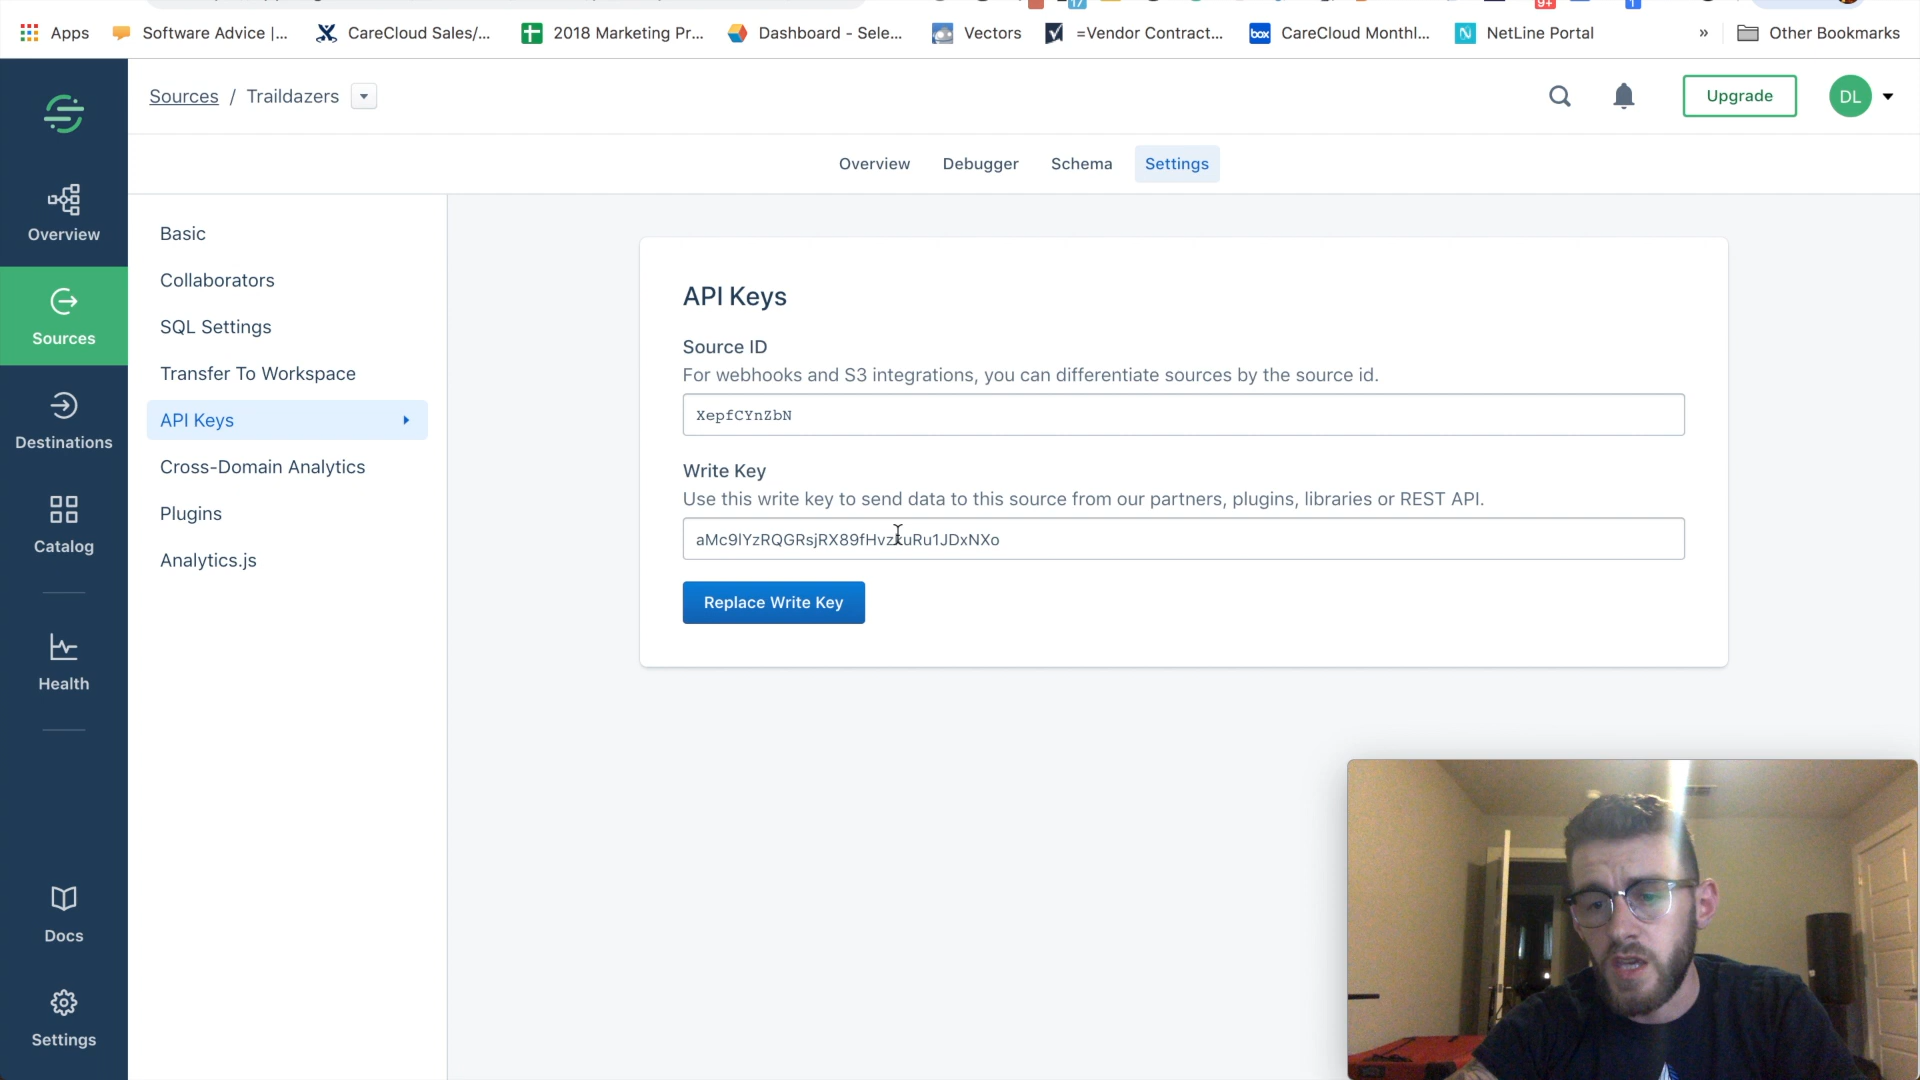 Apps
Software Advice |...
CareCloud Sales/...
2018 Marketing Pr...
Dashboard - Sele...
Vectors
=Vendor Contract...
box
CareCloud Monthl...
N
NetLine Portal
»
Other Bookmarks
17
9+
1
Sources / Traildazers
Upgrade
DL
Overview
Debugger
Schema
Settings
Overview
Sources
Destinations
Catalog
Health
Docs
Settings
Basic
Collaborators
SQL Settings
Transfer To Workspace
API Keys
Cross-Domain Analytics
Plugins
Analytics.js
API Keys
Source ID
For webhooks and S3 integrations, you can differentiate sources by the source id.
XepfCYnZbN
Write Key
Use this write key to send data to this source from our partners, plugins, libraries or REST API.
Replace Write Key